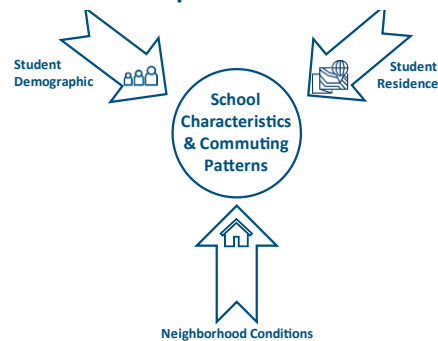 Student
Demographic
Student
Residence
School
Characteristics
& Commuting
Patterns
Neighborhood Conditions